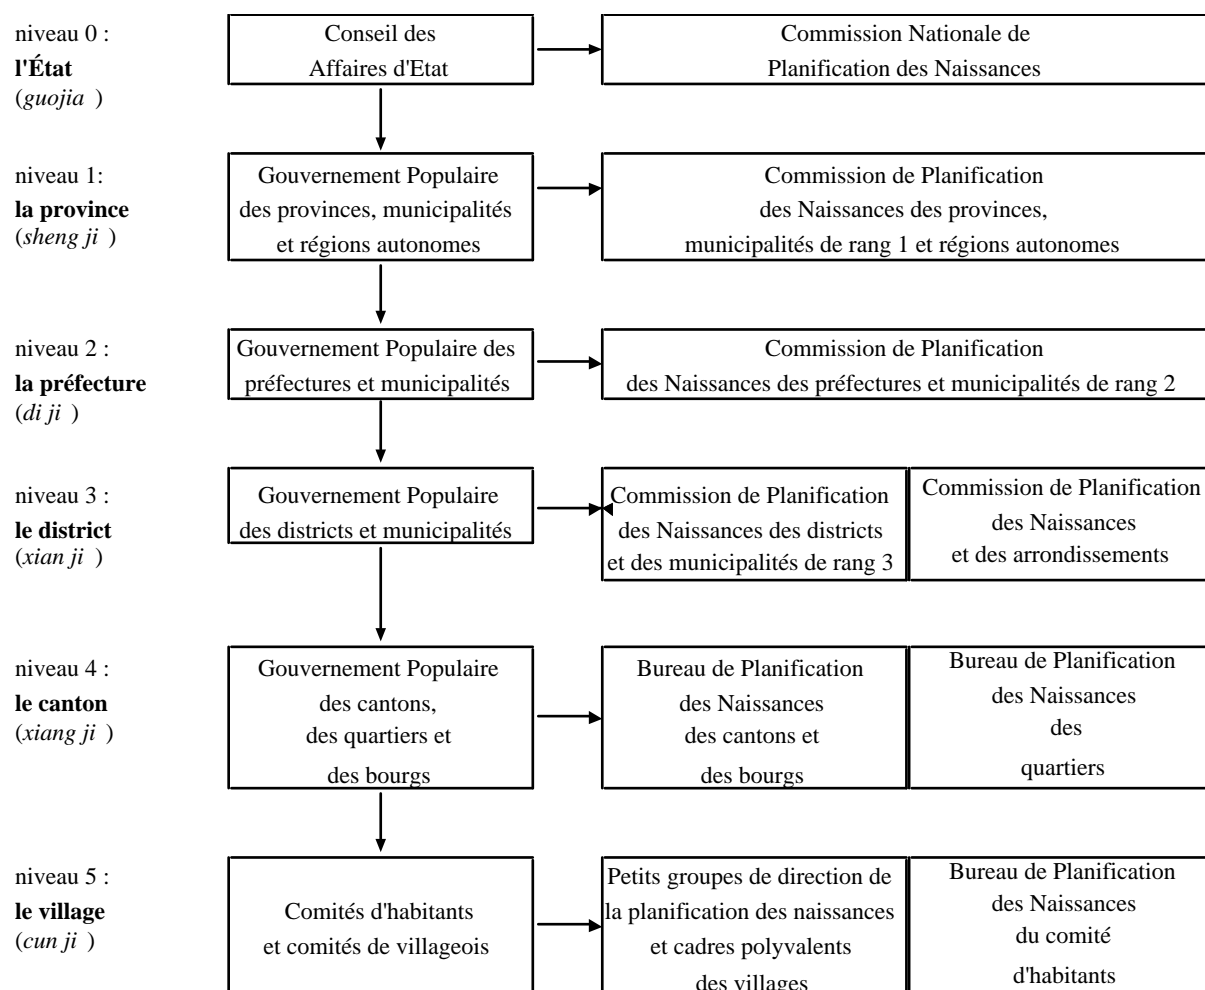 niveau 0 :
l'État
(guojia )
Conseil des
Affaires d'Etat
Commission Nationale de
Planification des Naissances
niveau 1:
la province
(sheng ji )
Gouvernement Populaire
des provinces, municipalités
et régions autonomes
Commission de Planification
des Naissances des provinces,
municipalités de rang 1 et régions autonomes
niveau 2 :
la préfecture
(di ji )
Gouvernement Populaire des
préfectures et municipalités
Commission de Planification
des Naissances des préfectures et municipalités de rang 2
niveau 3 :
le district
(xian ji )
Gouvernement Populaire
des districts et municipalités
Commission de Planification
des Naissances des districts
et des municipalités de rang 3
Commission de Planification
des Naissances
et des arrondissements
niveau 4 :
le canton
(xiang ji )
Gouvernement Populaire
des cantons,
des quartiers et
des bourgs
Bureau de Planification
des Naissances
des cantons et
des bourgs
Bureau de Planification
des Naissances
des
quartiers
niveau 5 :
le village
(cun ji )
Comités d'habitants
et comités de villageois
Petits groupes de direction de
la planification des naissances
et cadres polyvalents
des villages
Bureau de Planification
des Naissances
du comité
d'habitants